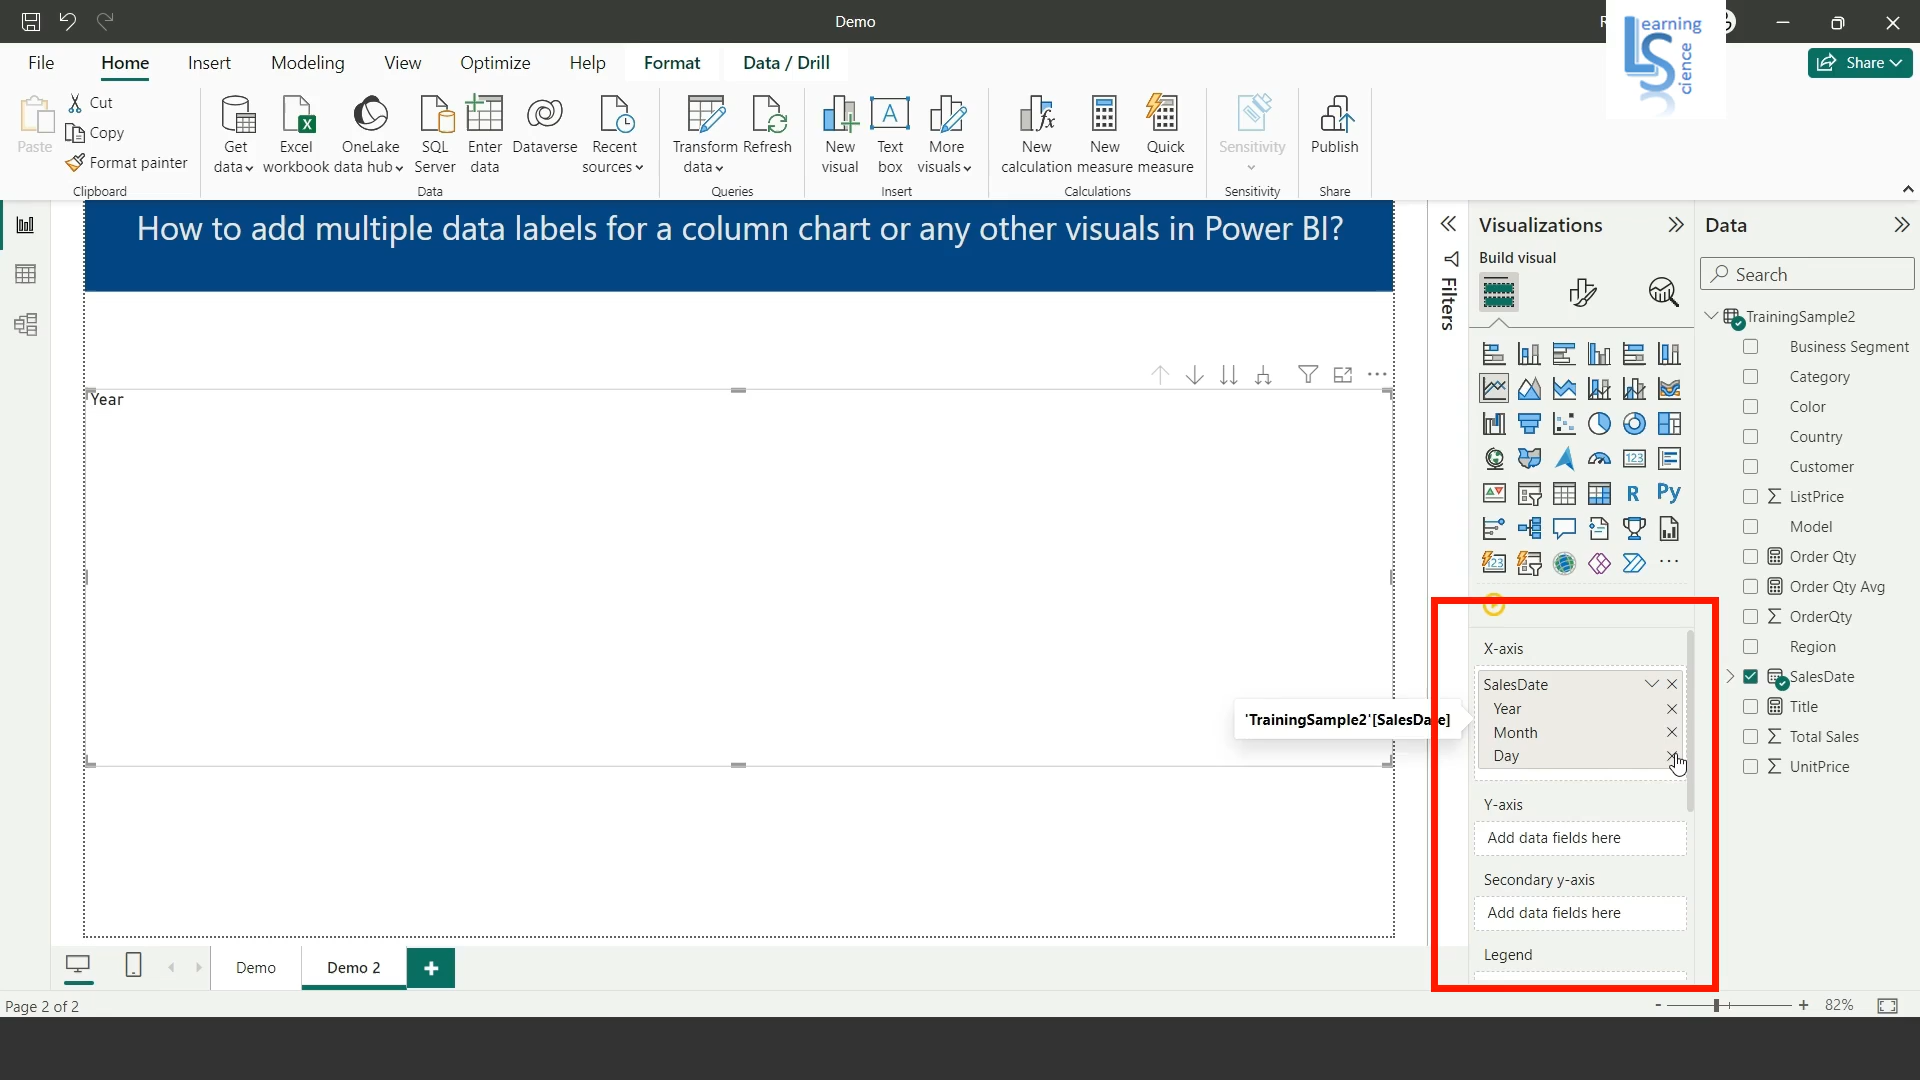 Demo
Learning Science
File Home Insert Modeling View Optimize Help Format Data / Drill Share
Paste
Cut
Copy
Format painter
Clipboard
Get data
Excel workbook
OneLake data hub
SQL Server
Enter data
Dataverse
Recent sources
Data
Transform data
Refresh
Queries
New visual
Text box
More visuals
Insert
New calculation
New measure
Quick measure
Calculations
Sensitivity
Sensitivity
Publish
Share
How to add multiple data labels for a column chart or any other visuals in Power BI?
Year
Filters
Visualizations
Build visual
R Py
123
123
X-axis
SalesDate
Year
Month
Day
'TrainingSample2'[SalesDate]
Y-axis
Add data fields here
Secondary y-axis
Add data fields here
Legend
Data
Search
TrainingSample2
Business Segment
Category
Color
Country
Customer
ListPrice
Model
Order Qty
Order Qty Avg
OrderQty
Region
SalesDate
Title
Total Sales
UnitPrice
Demo
Demo 2
Page 2 of 2
- + 82%